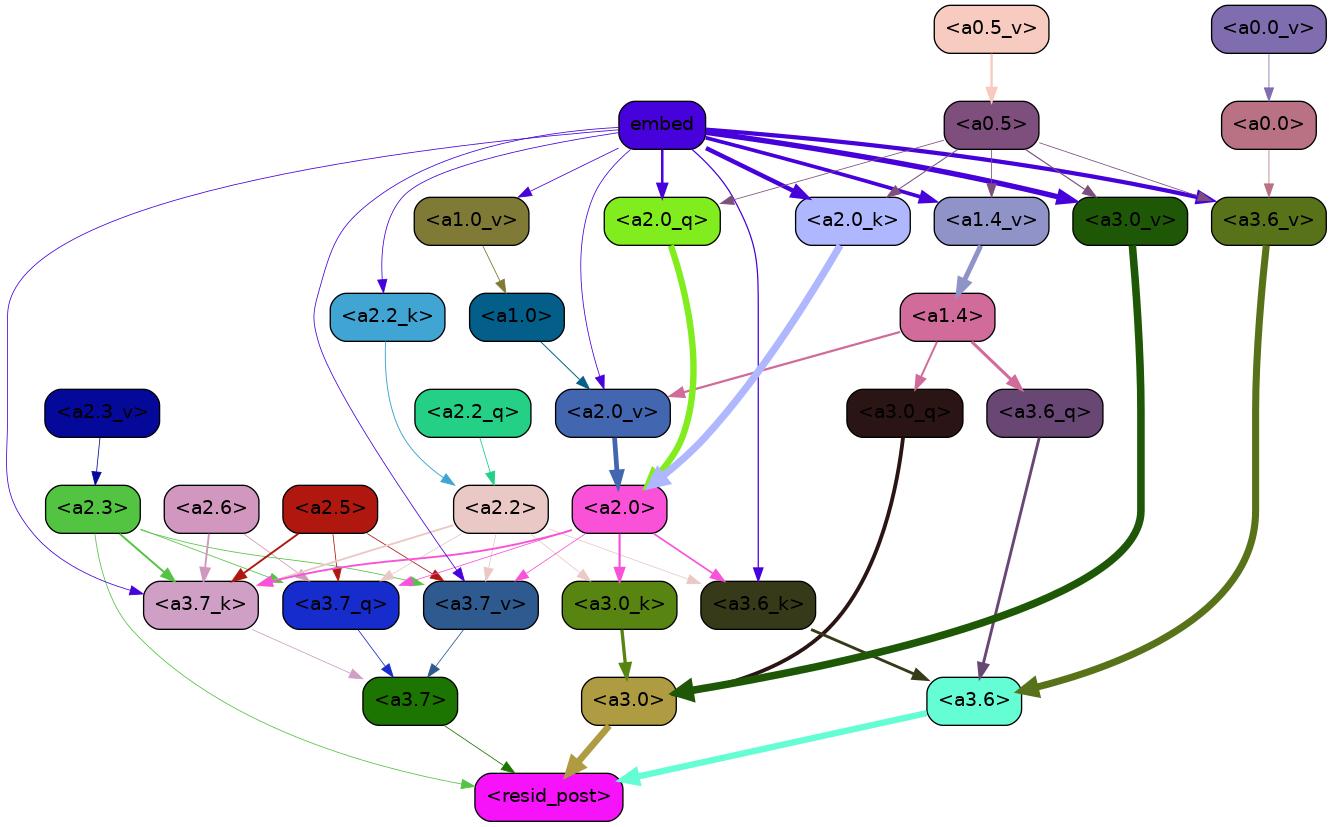 <a0.5_v> <a0.0_v>
embed <a0.5> <a0.0>
<a1.0_v> <a2.0_q> <a2.0_k> <a1.4_v> <a3.0_v> <a3.6_v>
<a2.2_k> <a1.0> <a1.4>
<a2.3_v> <a2.2_q> <a2.0_v> <a3.0_q> <a3.6_q>
<a2.3> <a2.6> <a2.5> <a2.2> <a2.0>
<a3.7_k> <a3.7_q> <a3.7_v> <a3.0_k> <a3.6_k>
<a3.7> <a3.0> <a3.6>
<resid_post>